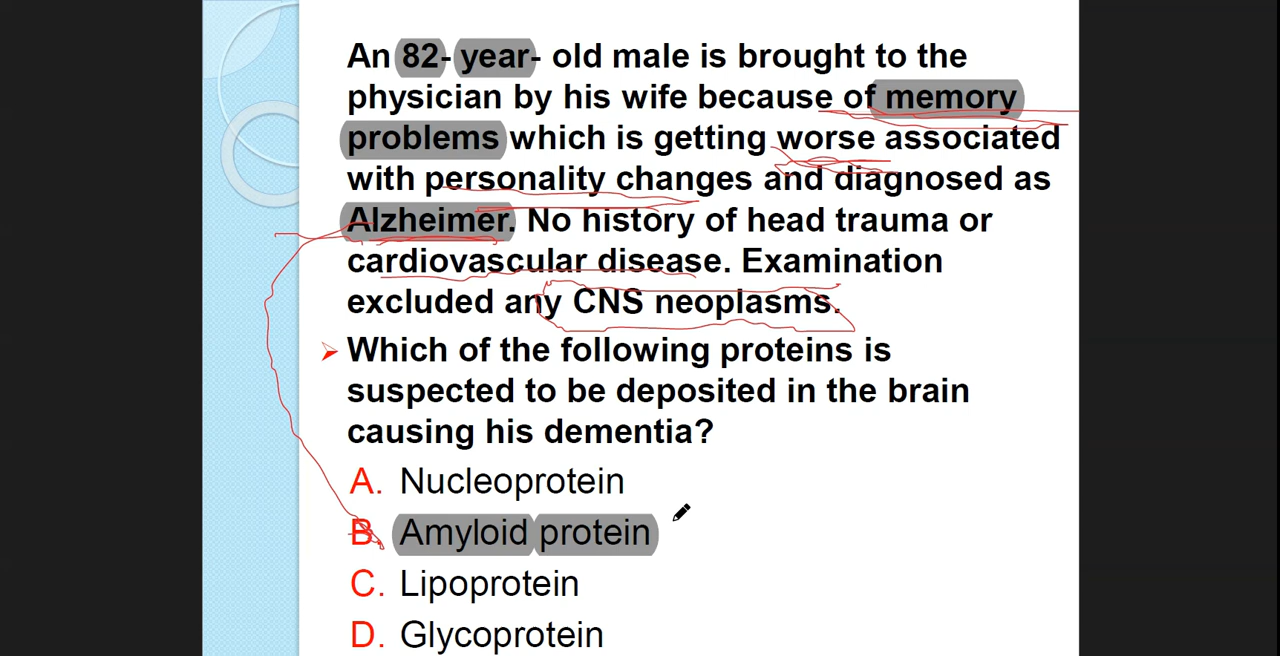 An 82- year- old male is brought to the
physician by his wife because of memory
problems which is getting worse associated
with personality changes and diagnosed as
Alzheimer. No history of head trauma or
cardiovascular disease. Examination
excluded any CNS neoplasms.
Which of the following proteins is
suspected to be deposited in the brain
causing his dementia?
A. Nucleoprotein
B. Amyloid protein
C. Lipoprotein
D. Glycoprotein